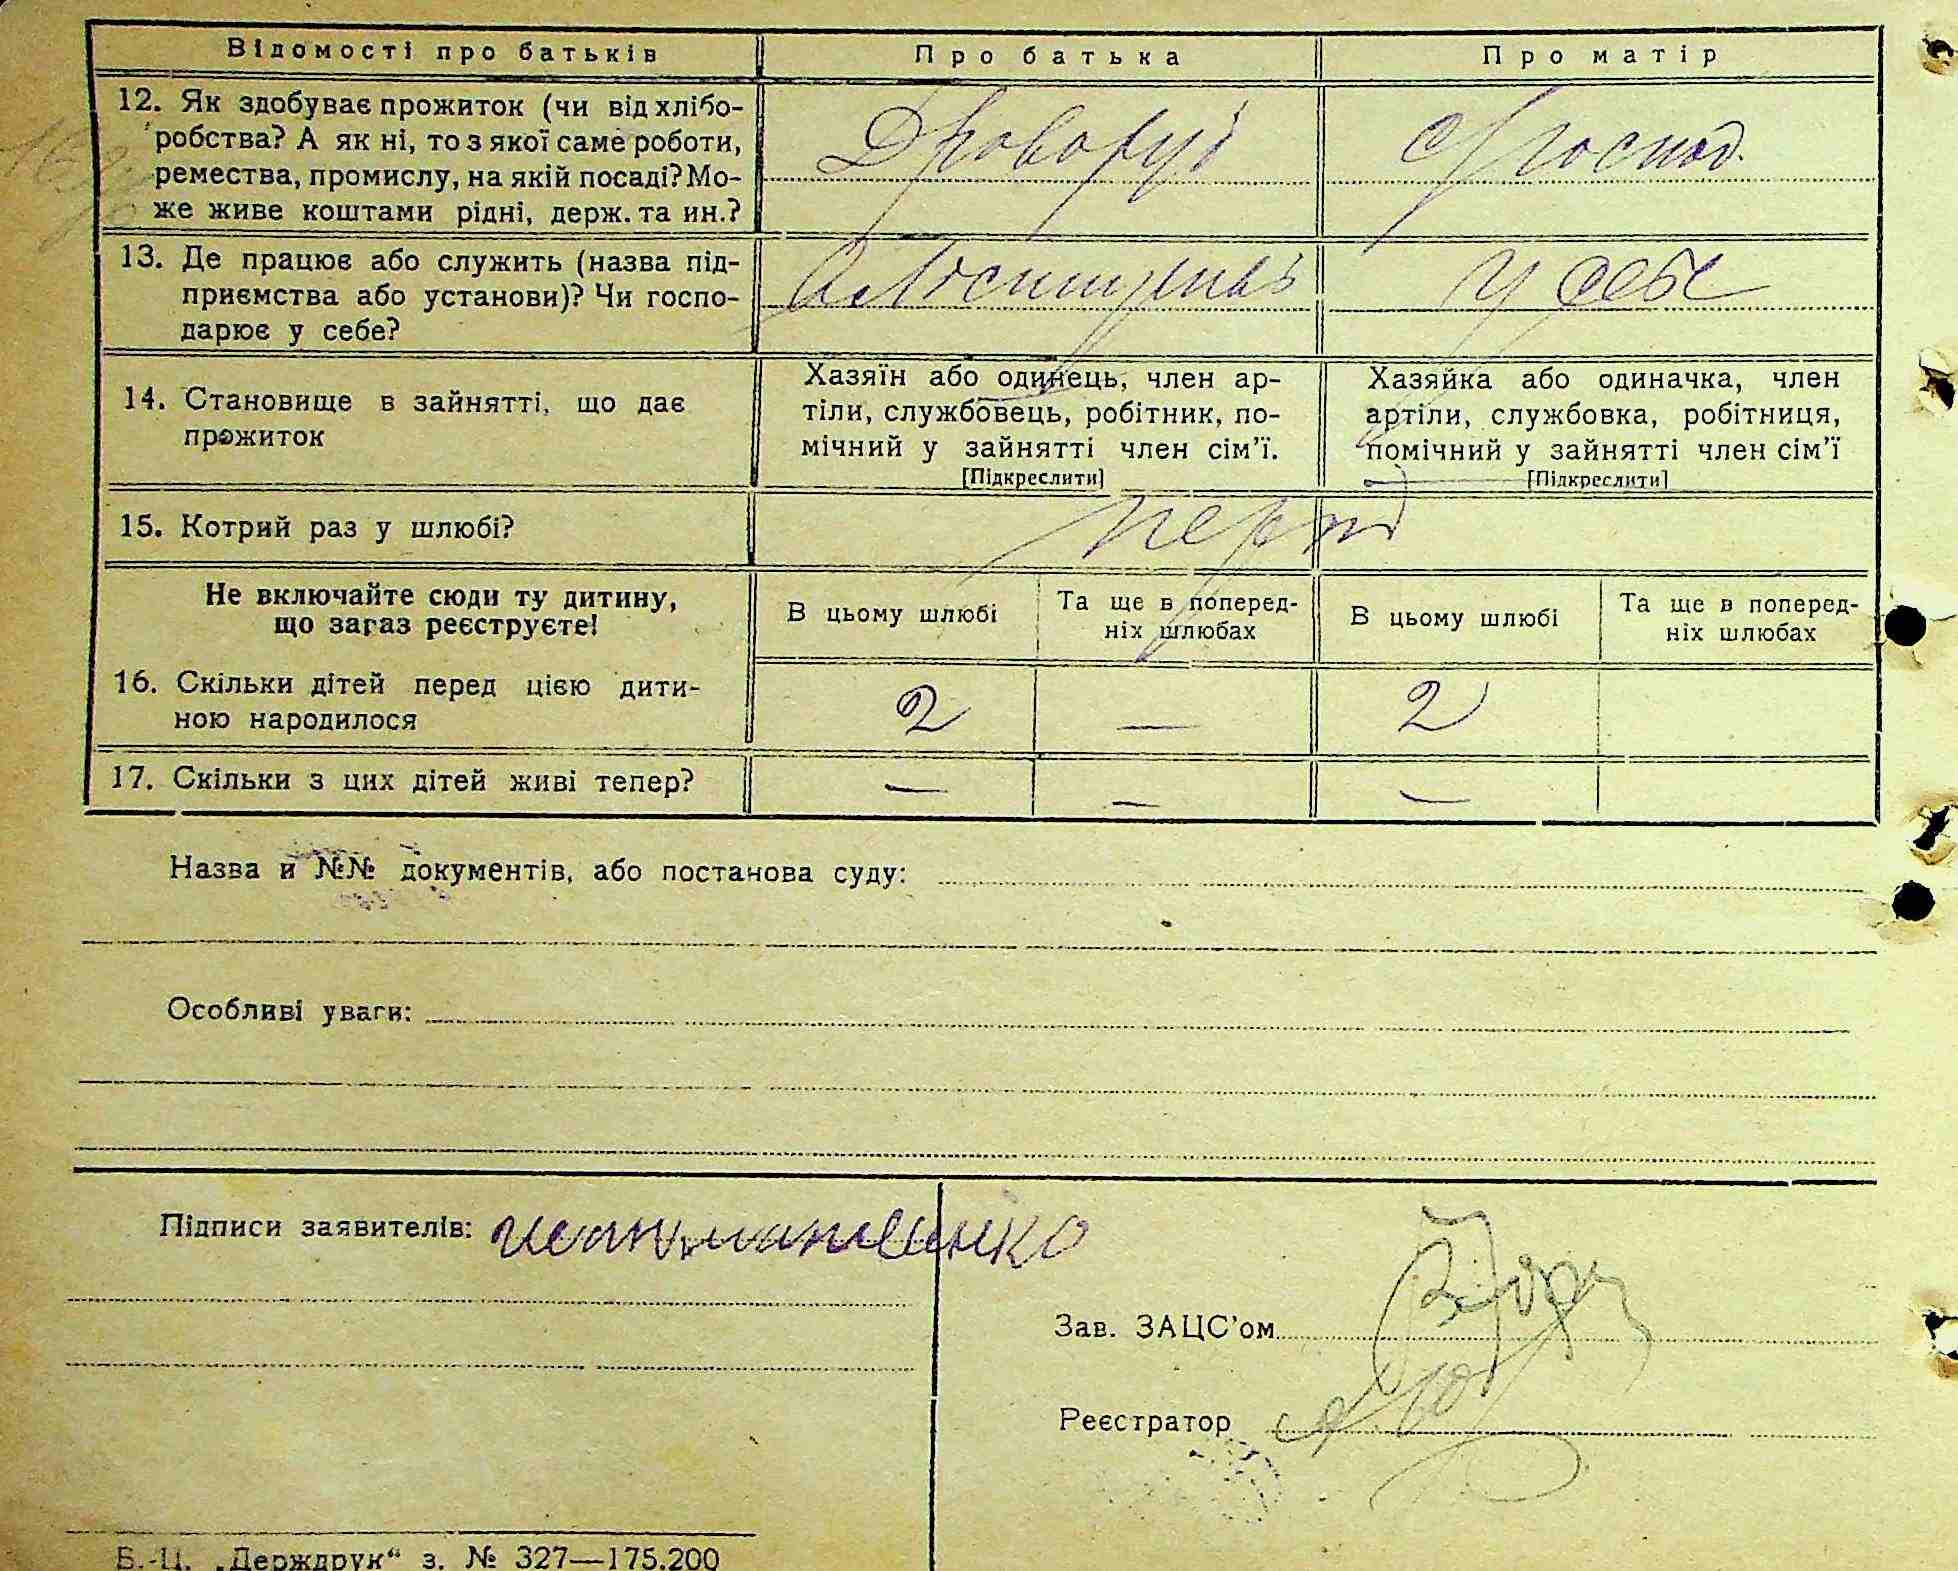 Відомості про батьків Про батька Про матір
12. Як здобуває прожиток (чи від хлібо-
робства? А як ні, то з якої саме роботи,
ремества, промислу, на якій посаді? Мо-
же живе коштами рідні, держ. та ин.?
господ.
13. Де працює або служить (назва під-
приємства або установи)? Чи госпо-
дарює у себе?
у себе
14. Становище в зайнятті, що дає
прожиток
Хазяїн або одинець, член ар-
тіли, службовець, робітник, по-
мічний у зайнятті член сім'ї.
[Підкреслити]
Хазяйка або одиначка, член
артіли, службовка, робітниця,
помічний у зайнятті член сім'ї
[Підкреслити]
15. Котрий раз у шлюбі?
Не включайте сюди ту дитину,
що зараз реєструєте!
В цьому шлюбі
Та ще в поперед-
ніх шлюбах
В цьому шлюбі
Та ще в поперед-
ніх шлюбах
16. Скільки дітей перед цією дити-
ною народилося
2 — 2
17. Скільки з цих дітей живі тепер?
— — —
Назва и №№ документів, або постанова суду:
Особливі уваги:
Підписи заявителів:
Зав. ЗАЦС'ом
Реєстратор
Б.-Ц. „Держдрук“ з. № 327—175.200